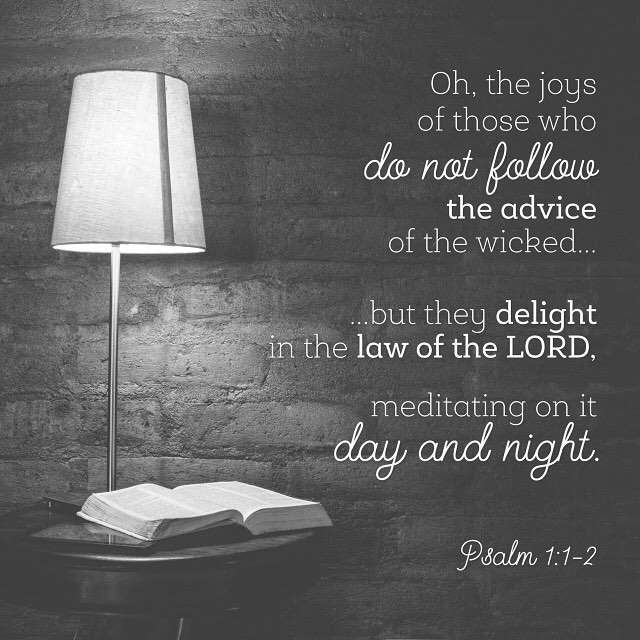 Oh, the joys
of those who
do not follow
the advice
of the wicked...
...but they delight
in the law of the LORD,
meditating on it
day and night.
Psalm 1:1-2